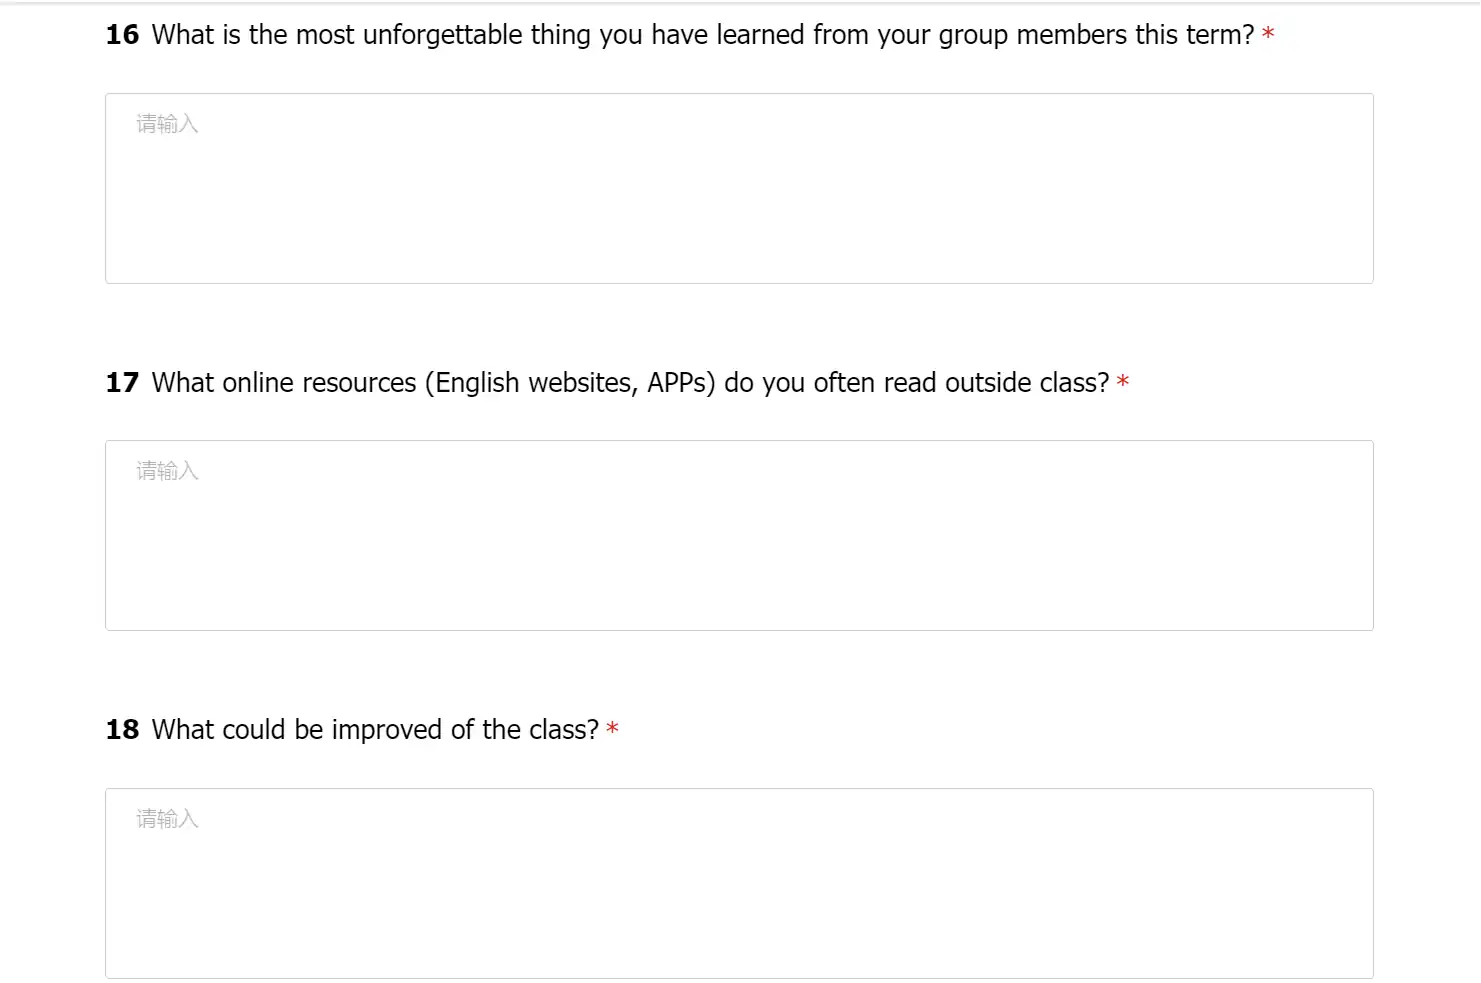 16 What is the most unforgettable thing you have learned from your group members this term? *
请输入
17 What online resources (English websites, APPs) do you often read outside class? *
请输入
18 What could be improved of the class? *
请输入